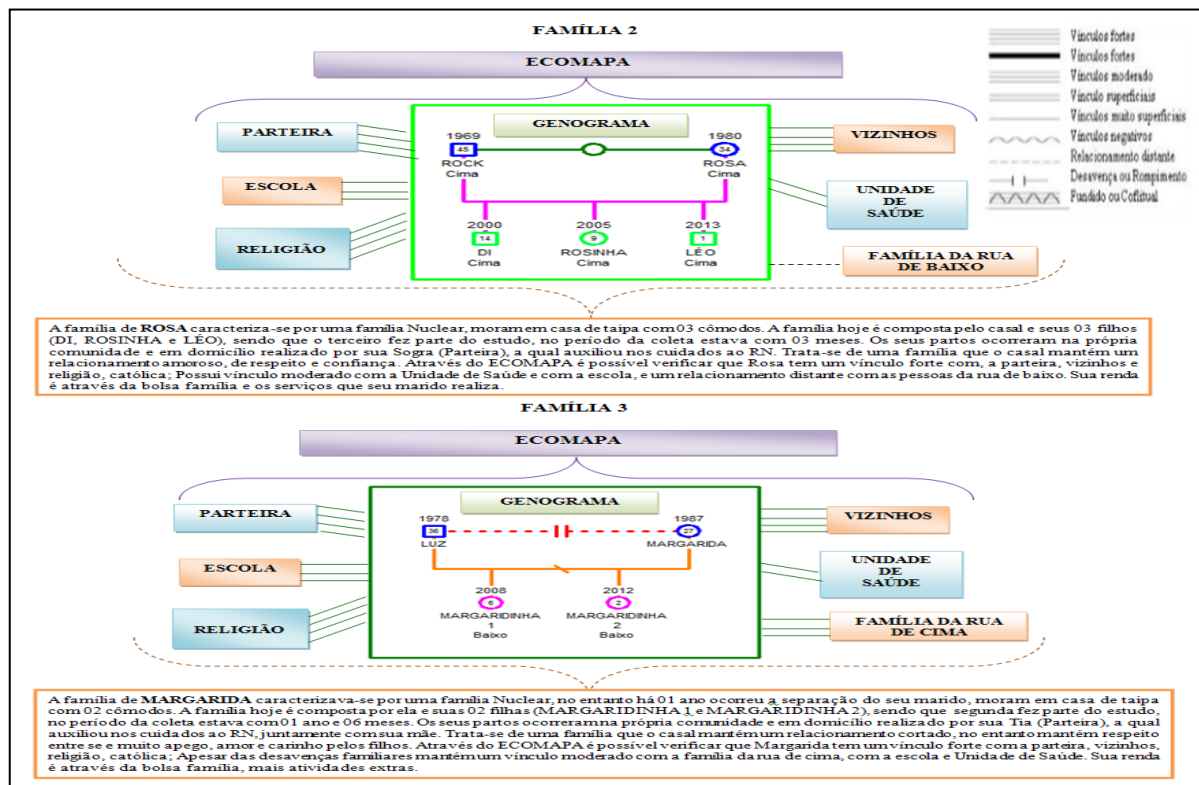 FAMÍLIA 2
ECOMAPA
Vínculos fortes
Vínculos fortes
Vínculos moderado
Vínculo superficiais
Vínculos muito superficiais
Vínculos negativos
Relacionamento distante
Desavença ou Rompimento
Fundido ou Coflitual
PARTEIRA
ESCOLA
RELIGIÃO
GENOGRAMA
1969
45
ROCK
Cima
1980
34
ROSA
Cima
2000
14
DI
Cima
2005
9
ROSINHA
Cima
2013
1
LÉO
Cima
VIZINHOS
UNIDADE
DE
SAÚDE
FAMÍLIA DA RUA
DE BAIXO
A família de ROSA caracteriza-se por uma família Nuclear, moram em casa de taipa com 03 cômodos. A família hoje é composta pelo casal e seus 03 filhos
(DI, ROSINHA e LÉO), sendo que o terceiro fez parte do estudo, no período da coleta estava com 03 meses. Os seus partos ocorreram na própria
comunidade e em domicílio realizado por sua Sogra (Parteira), a qual auxiliou nos cuidados ao RN. Trata-se de uma família que o casal mantém um
relacionamento amoroso, de respeito e confiança. Através do ECOMAPA é possível verificar que Rosa tem um vínculo forte com, a parteira, vizinhos e
religião, católica; Possui vínculo moderado com a Unidade de Saúde e com a escola, e um relacionamento distante com as pessoas da rua de baixo. Sua renda
é através da bolsa família e os serviços que seu marido realiza.
FAMÍLIA 3
ECOMAPA
PARTEIRA
ESCOLA
RELIGIÃO
GENOGRAMA
1978
36
LUZ
1987
27
MARGARIDA
2008
6
MARGARIDINHA
1
Baixo
2012
2
MARGARIDINHA
2
Baixo
VIZINHOS
UNIDADE
DE
SAÚDE
FAMÍLIA DA RUA
DE CIMA
A família de MARGARIDA caracterizava-se por uma família Nuclear, no entanto há 01 ano ocorreu a separação do seu marido, moram em casa de taipa
com 02 cômodos. A família hoje é composta por ela e suas 02 filhas (MARGARIDINHA 1 e MARGARIDINHA 2), sendo que segunda fez parte do estudo,
no período da coleta estava com 01 ano e 06 meses. Os seus partos ocorreram na própria comunidade e em domicílio realizado por sua Tia (Parteira), a qual
auxiliou nos cuidados ao RN, juntamente com sua mãe. Trata-se de uma família que o casal mantém um relacionamento cortado, no entanto mantém respeito
entre se e muito apego, amor e carinho pelos filhos. Através do ECOMAPA é possível verificar que Margarida tem um vínculo forte com a parteira, vizinhos,
religião, católica; Apesar das desavenças familiares mantém um vínculo moderado com a família da rua de cima, com a escola e Unidade de Saúde. Sua renda
é através da bolsa família, mais atividades extras.